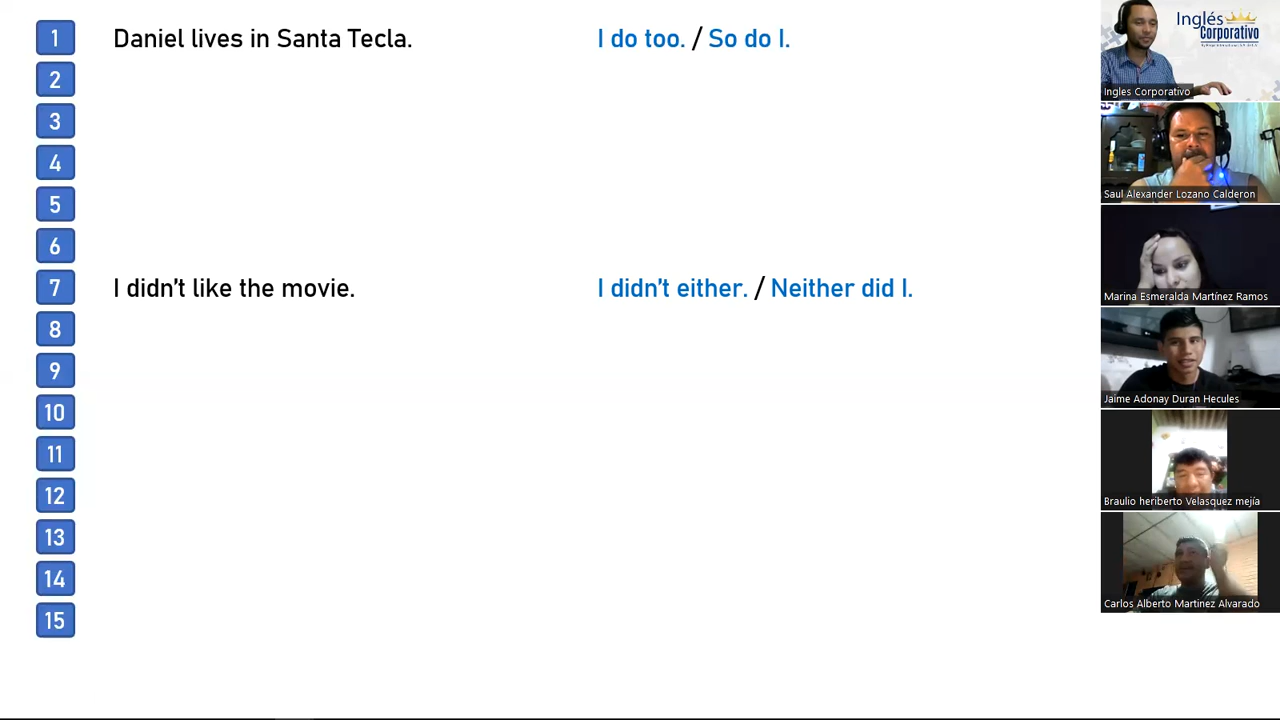 1 Daniel lives in Santa Tecla. I do too. / So do I.
2
3
4
5
6
7 I didn't like the movie. I didn't either. / Neither did I.
8
9
10
11
12
13
14
15
Inglés
Corporativo
Ingles Corporativo
Saul Alexander Lozano Calderon
Marina Esmeralda Martínez Ramos
Jaime Adonay Duran Hecules
Braulio heriberto Velasquez mejía
Carlos Alberto Martinez Alvarado